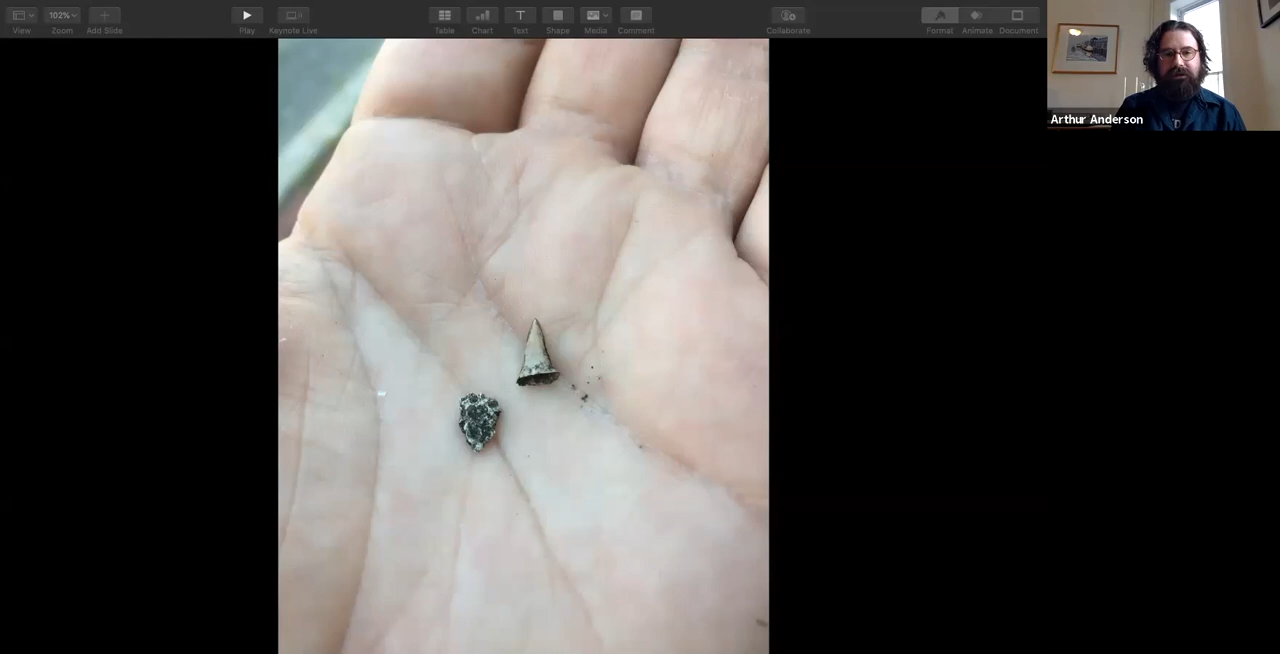 102%
View
Zoom
Add Slide
Play
Keynote Live
Table
Chart
Text
Shape
Media
Comment
Collaborate
Format
Animate
Document
Arthur Anderson